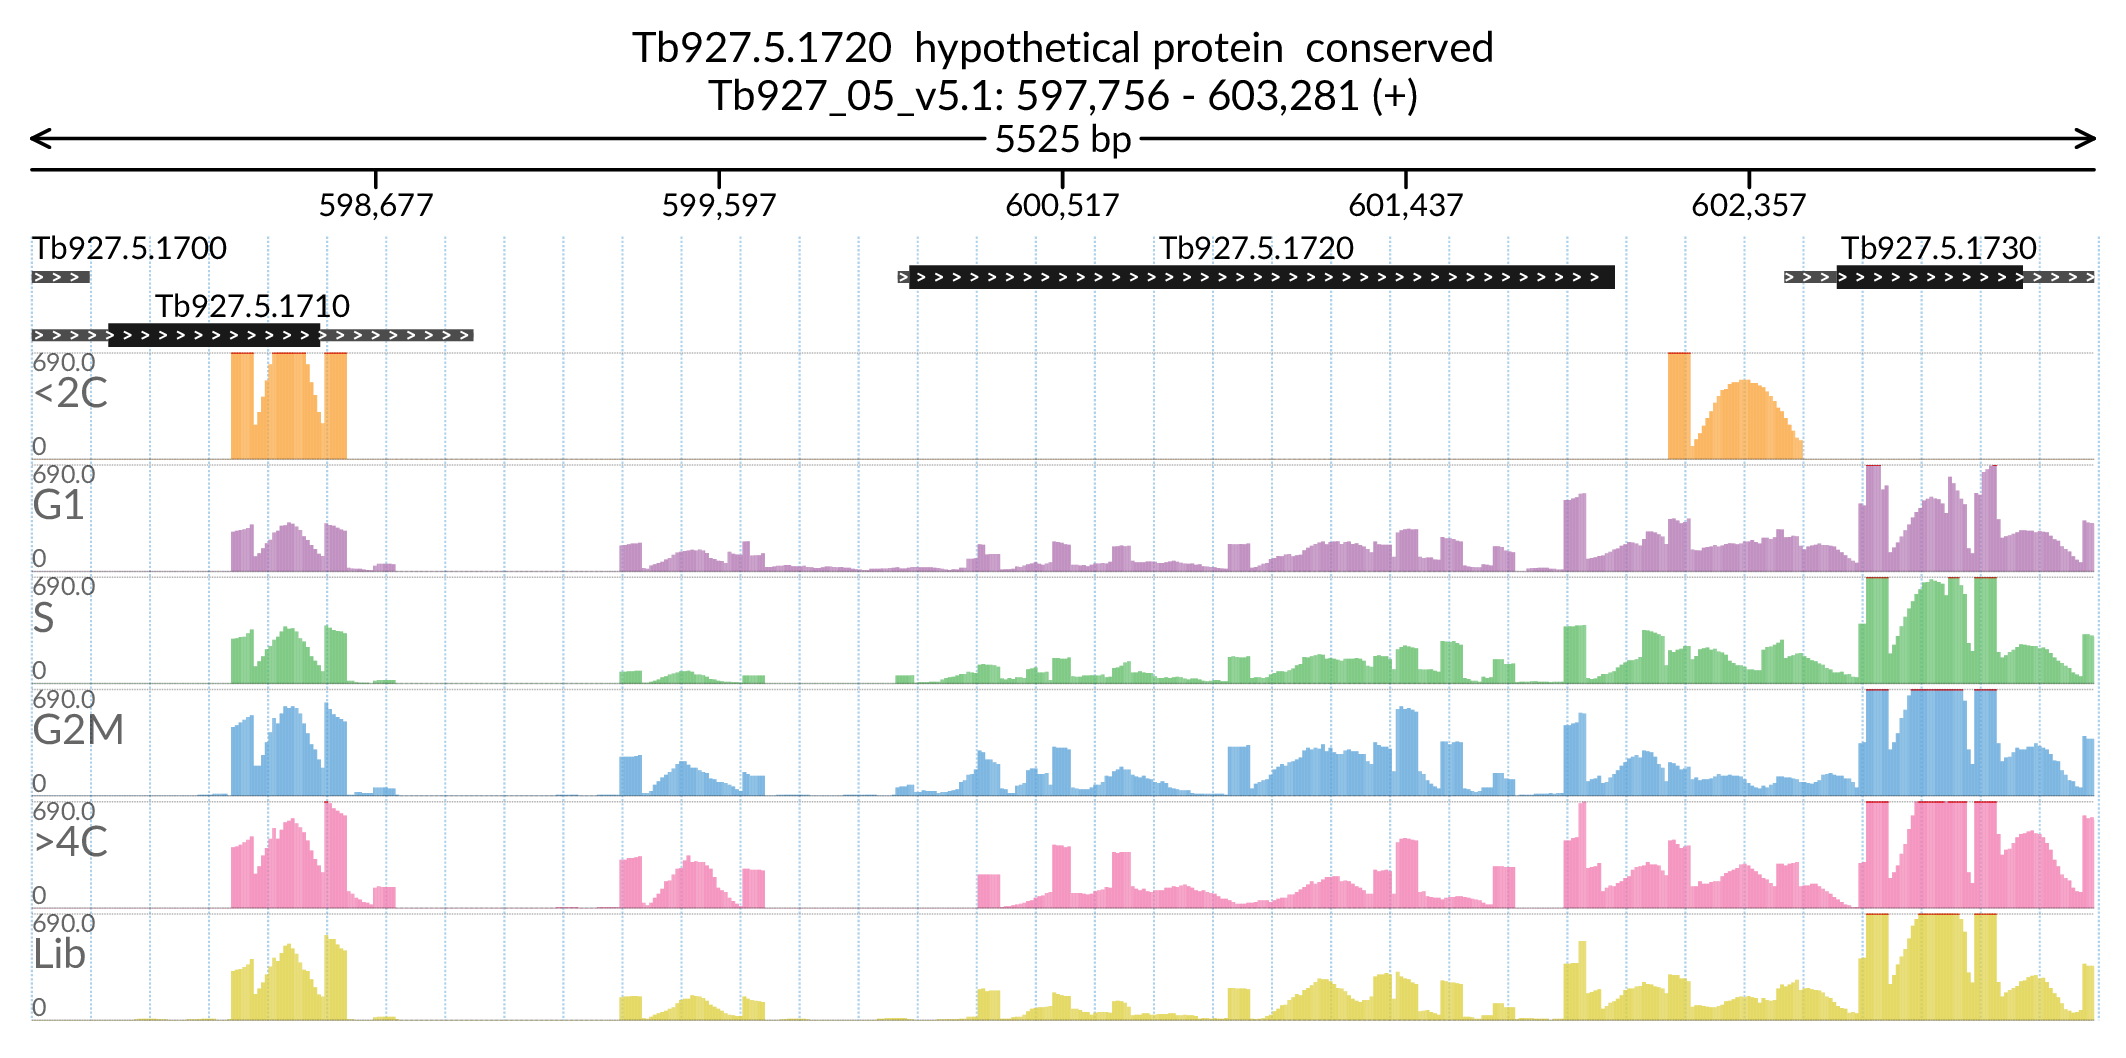 Tb927.5.1720  hypothetical protein  conserved
Tb927_05_v5.1: 597,756 - 603,281 (+)
5525 bp
598,677 599,597 600,517 601,437 602,357
Tb927.5.1700 Tb927.5.1720 Tb927.5.1730
Tb927.5.1710
690.0
<2C
0
690.0
G1
0
690.0
S
0
690.0
G2M
0
690.0
>4C
0
690.0
Lib
0